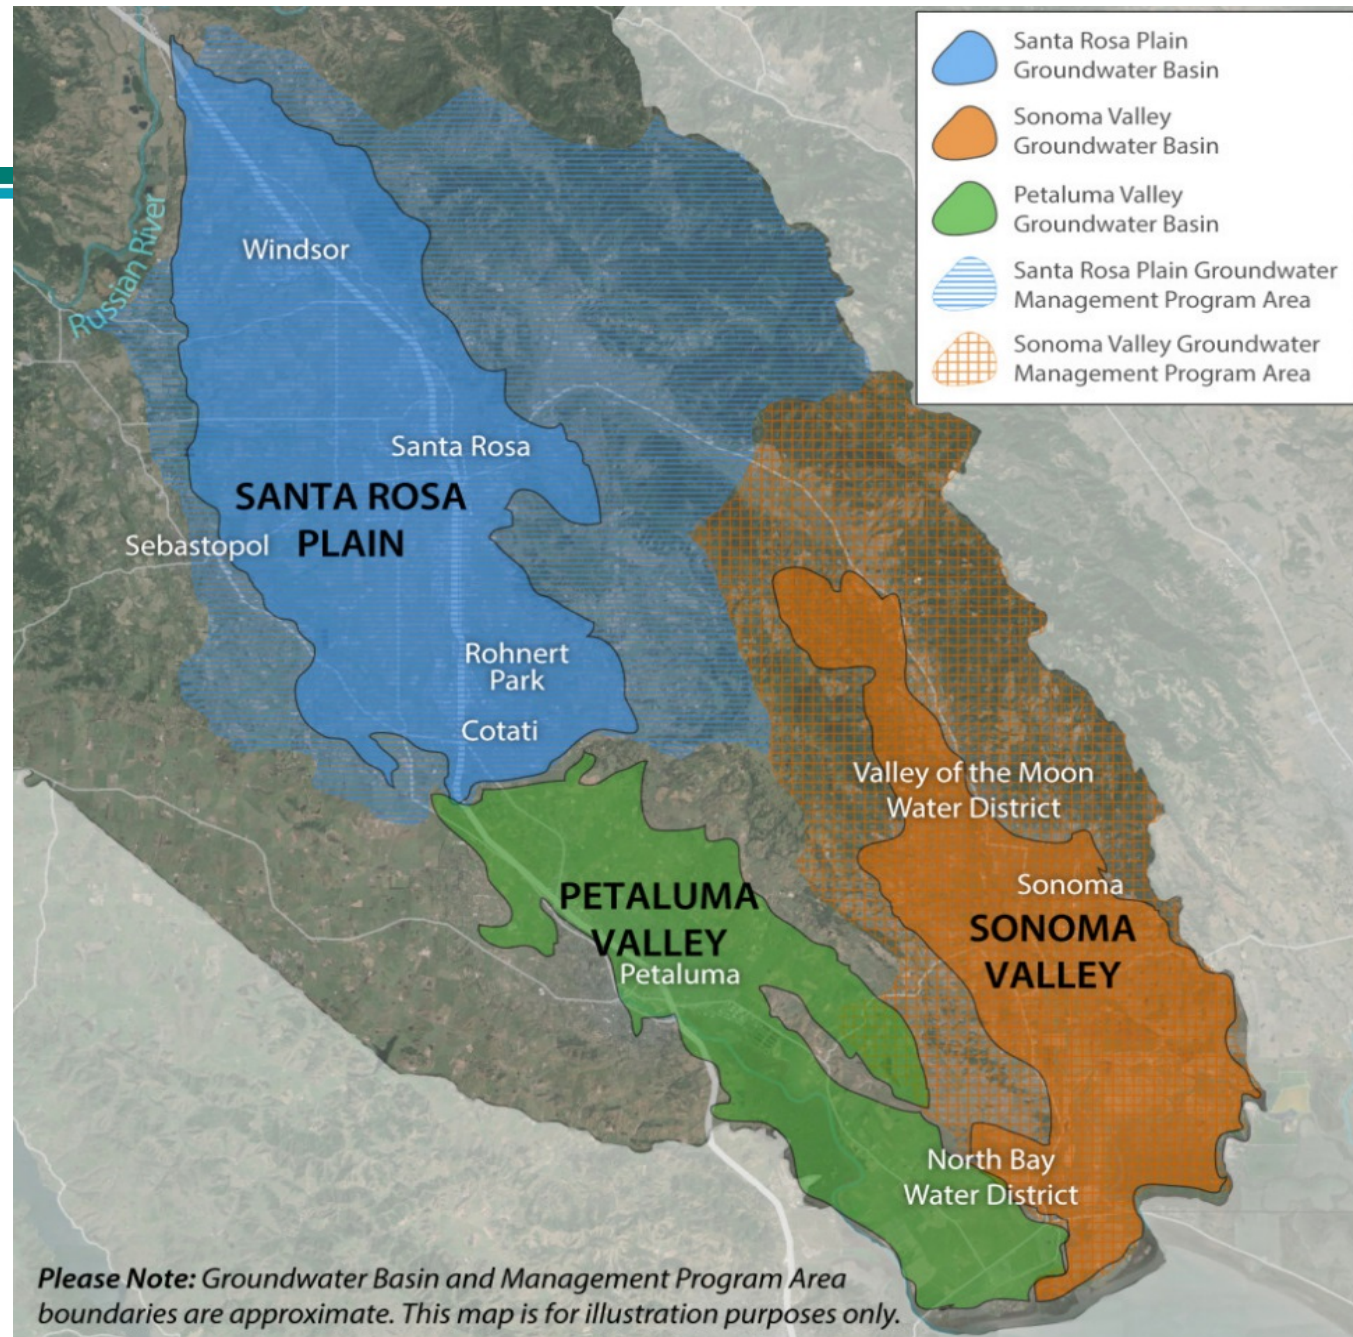 Santa Rosa Plain
Groundwater Basin
Sonoma Valley
Groundwater Basin
Petaluma Valley
Groundwater Basin
Santa Rosa Plain Groundwater
Management Program Area
Sonoma Valley Groundwater
Management Program Area
Russian River
Windsor
Santa Rosa
SANTA ROSA
PLAIN
Sebastopol
Rohnert
Park
Cotati
Valley of the Moon
Water District
Sonoma
SONOMA
VALLEY
PETALUMA
VALLEY
Petaluma
North Bay
Water District
Please Note: Groundwater Basin and Management Program Area
boundaries are approximate. This map is for illustration purposes only.